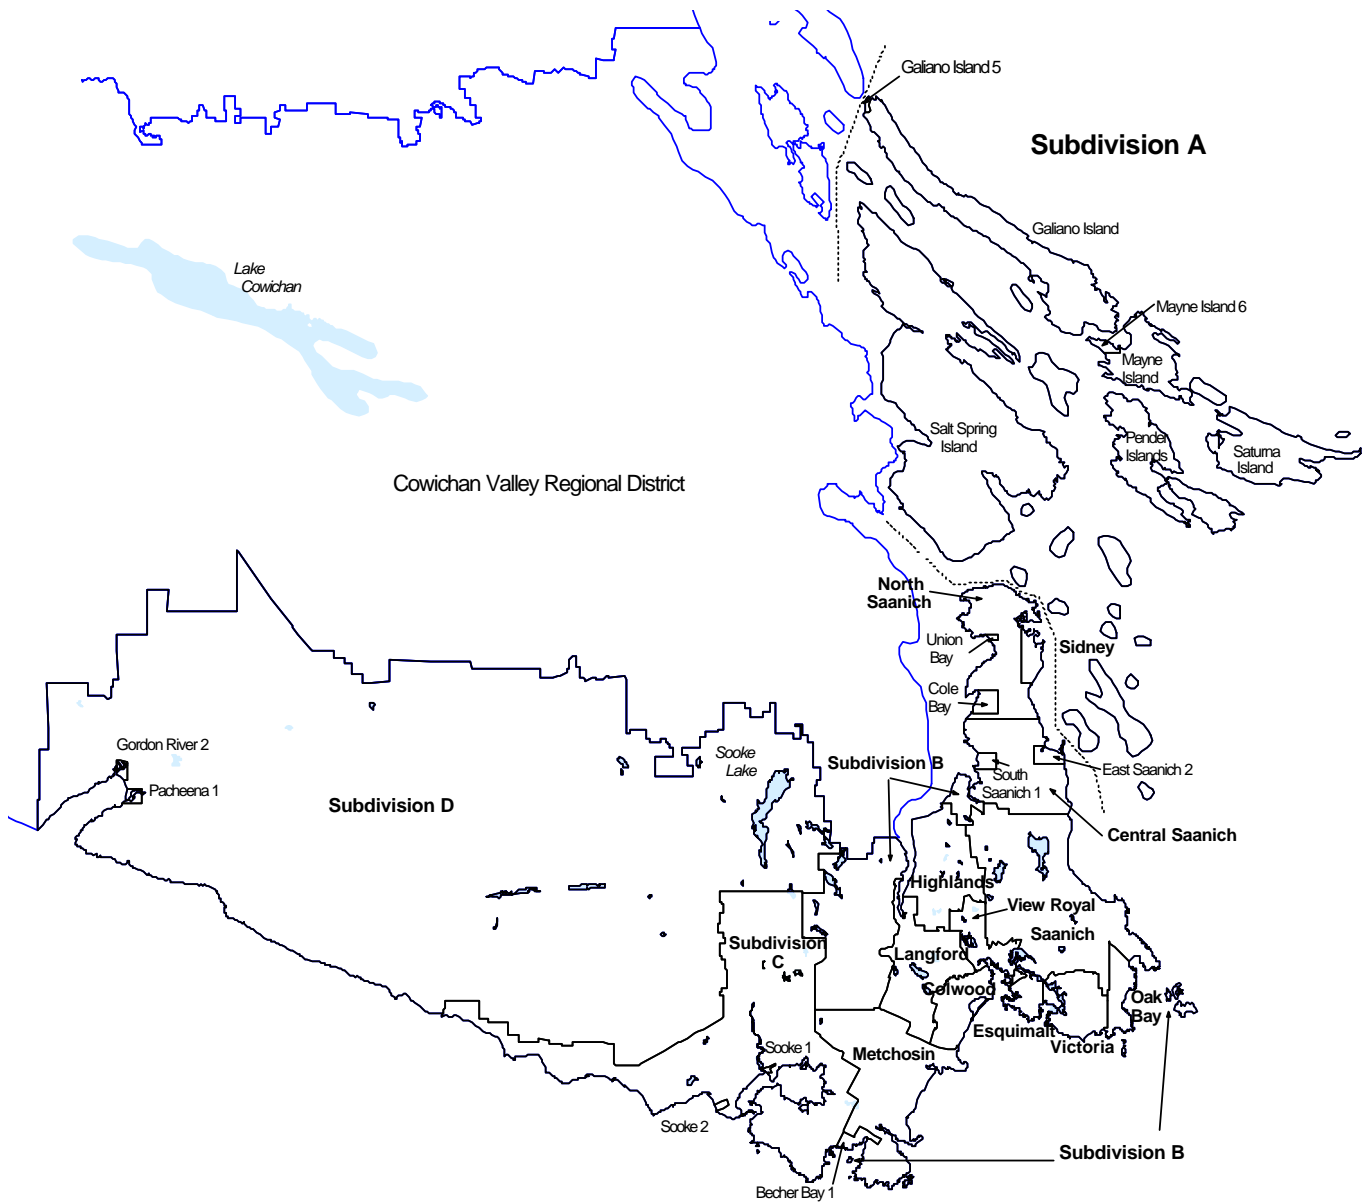 Galiano Island 5
Subdivision A
Galiano Island
Lake
Cowichan
Mayne Island 6
Mayne
Island
Salt Spring
Island
Pender
Islands
Saturna
Island
Cowichan Valley Regional District
North
Saanich
Union
Bay
Sidney
Cole
Bay
Gordon River 2
Sooke
Lake
Subdivision B
South
Saanich 1
East Saanich 2
Pacheena 1
Subdivision D
Central Saanich
Highlands
View Royal
Saanich
Subdivision
C
Langford
Colwood
Oak
Bay
Esquimalt
Victoria
Metchosin
Sooke 1
Sooke 2
Subdivision B
Becher Bay 1